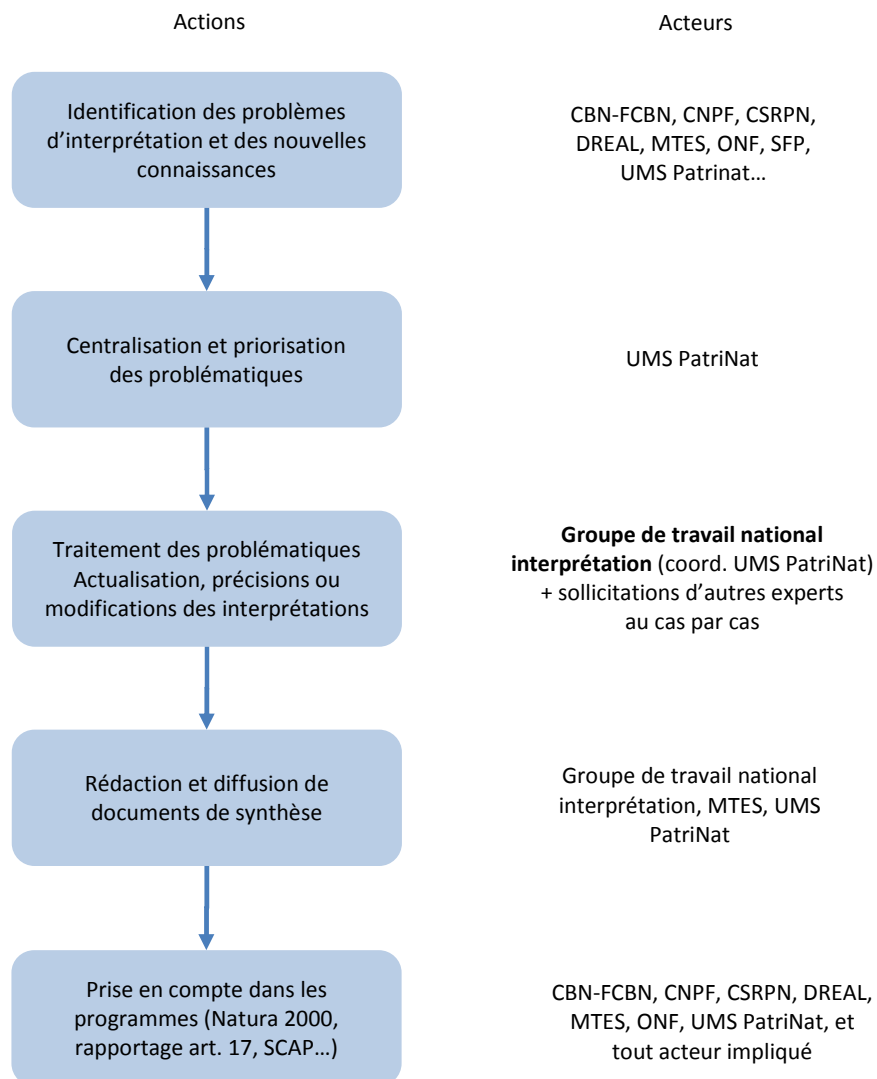 Actions
Acteurs
Identification des problèmes
d'interprétation et des nouvelles
connaissances
CBN-FCBN, CNPF, CSRPN,
DREAL, MTES, ONF, SFP,
UMS Patrinat…
Centralisation et priorisation
des problématiques
UMS PatriNat
Traitement des problématiques
Actualisation, précisions ou
modifications des interprétations
Groupe de travail national
interprétation (coord. UMS PatriNat)
+ sollicitations d'autres experts
au cas par cas
Rédaction et diffusion de
documents de synthèse
Groupe de travail national
interprétation, MTES, UMS
PatriNat
Prise en compte dans les
programmes (Natura 2000,
rapportage art. 17, SCAP…)
CBN-FCBN, CNPF, CSRPN, DREAL,
MTES, ONF, UMS PatriNat, et
tout acteur impliqué